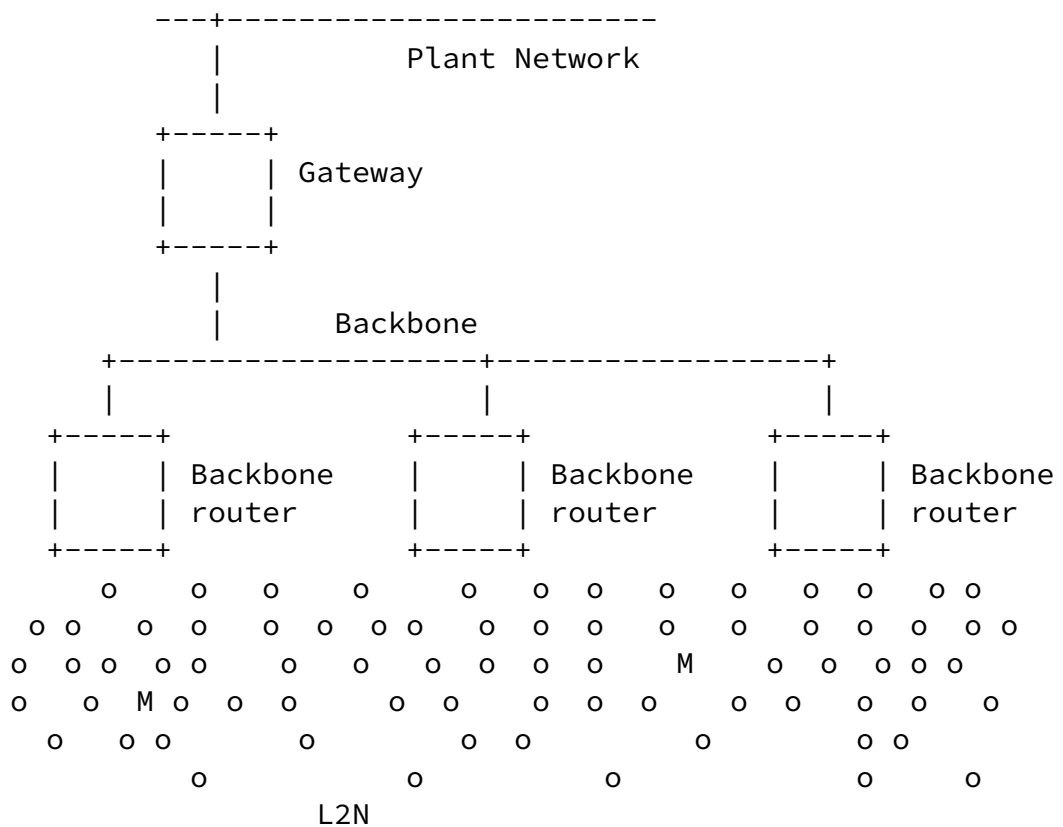 Plant Network
Gateway
Backbone
Backbone Backbone Backbone
router router router
o o o o o o o o o o o o o
o o o o o o o o o o o o o o o o o o
o o o o o o o o o o o M o o o o o
o o M o o o o o o o o o o o o o
o o o o o o o o o
o o o o o
L2N